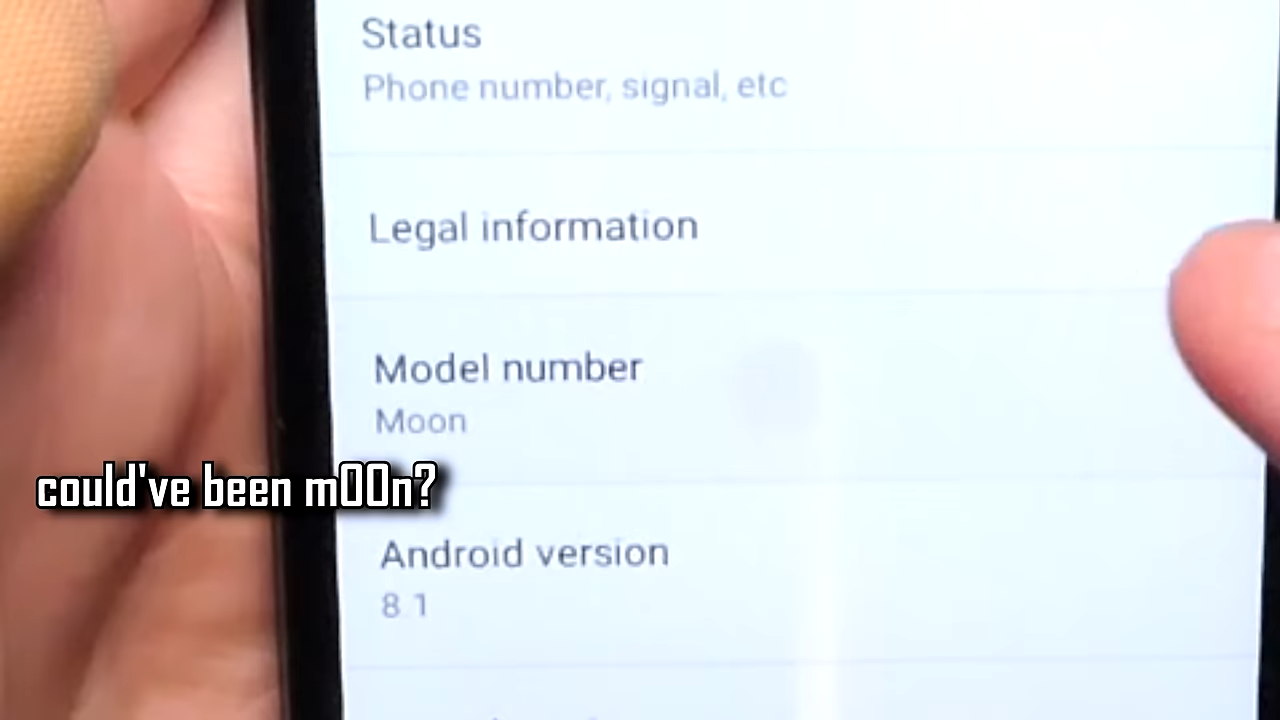 Status
Phone number, signal, etc
Legal information
Model number
Moon
could've been m00n?
Android version
8.1